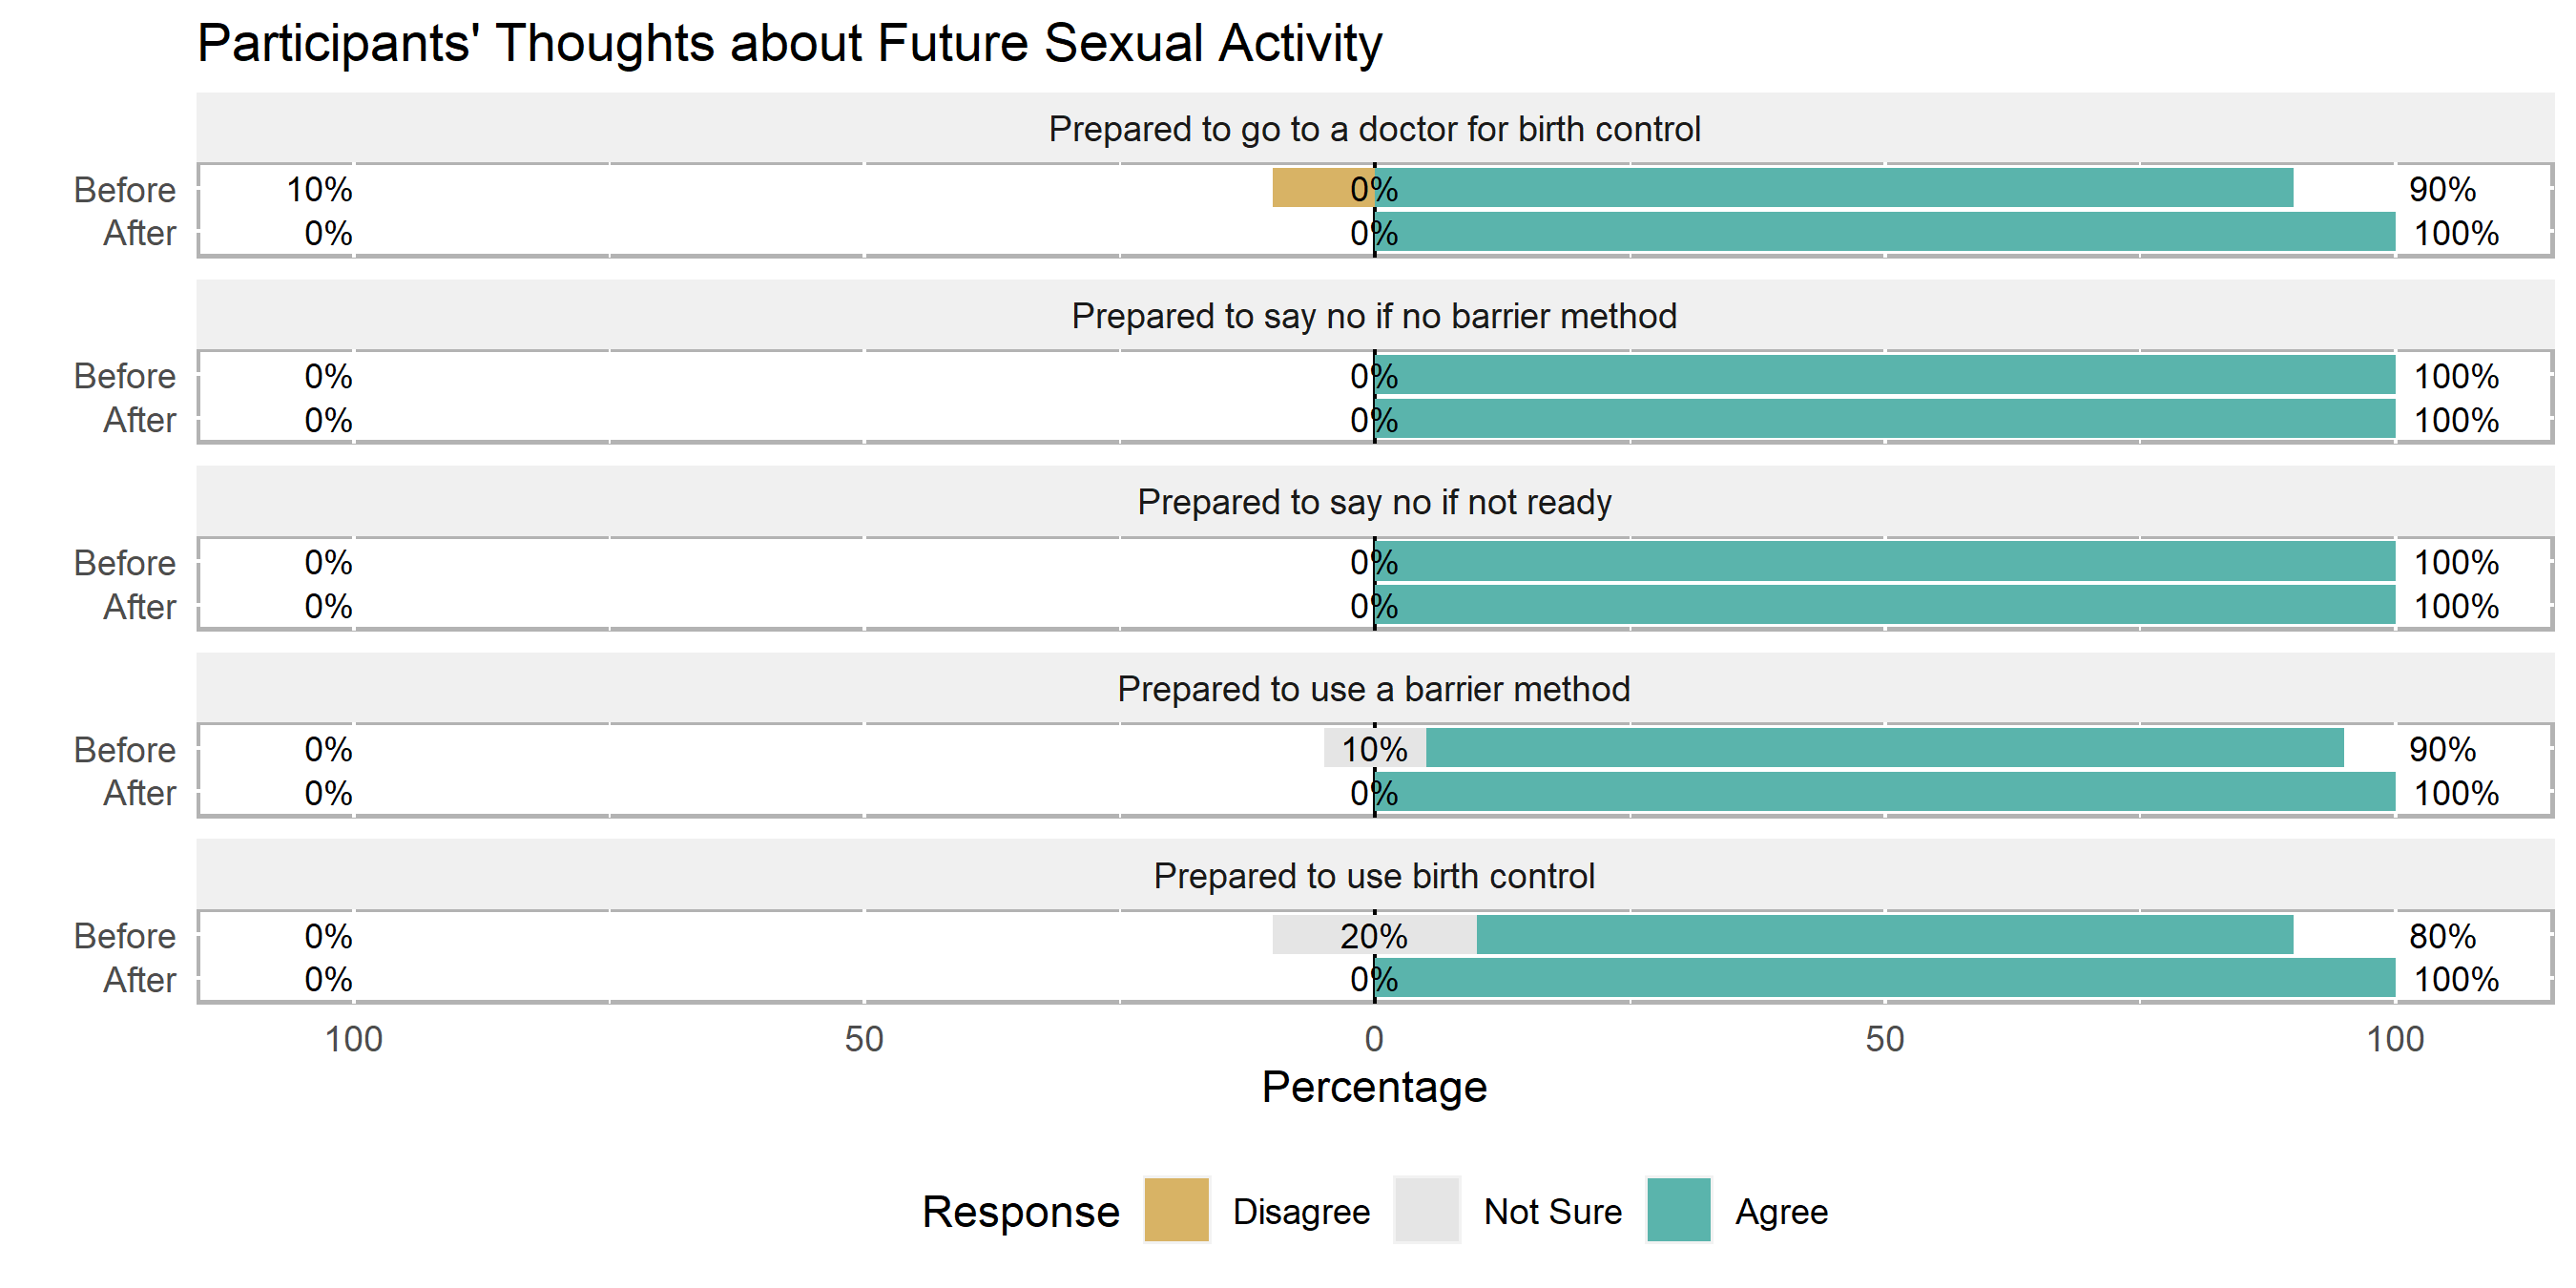 Participants' Thoughts about Future Sexual Activity
Prepared to go to a doctor for birth control
Before 10% 0% 90%
After 0% 0% 100%
Prepared to say no if no barrier method
Before 0% 0% 100%
After 0% 0% 100%
Prepared to say no if not ready
Before 0% 0% 100%
After 0% 0% 100%
Prepared to use a barrier method
Before 0% 10% 90%
After 0% 0% 100%
Prepared to use birth control
Before 0% 20% 80%
After 0% 0% 100%
100 50 0 50 100
Percentage
Response Disagree Not Sure Agree